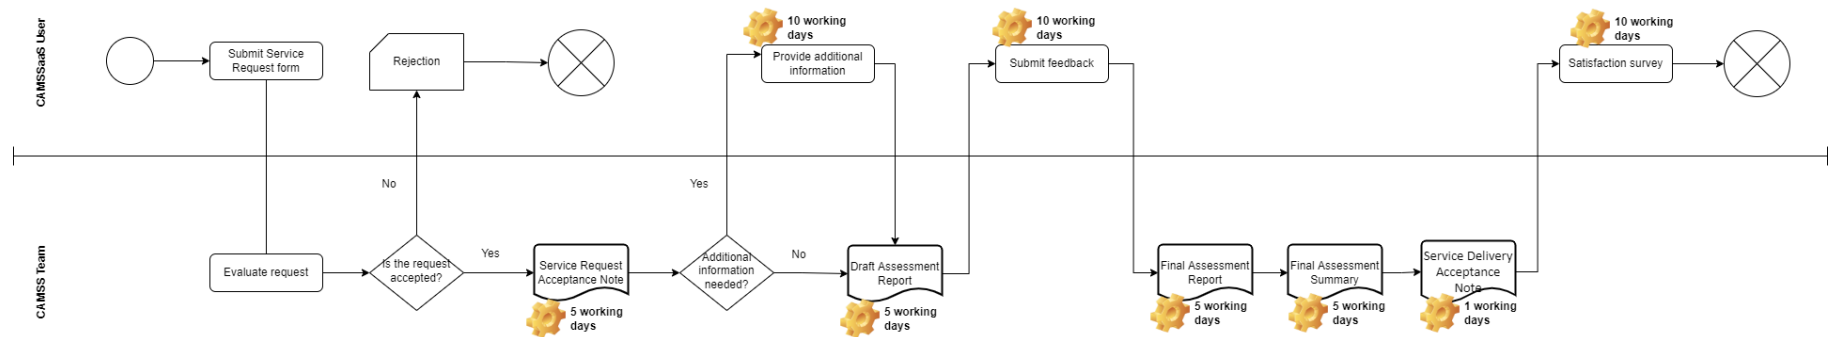 CAMSSaaS User
Submit Service
Request form
Rejection
10 working
days
Provide additional
information
10 working
days
Submit feedback
10 working
days
Satisfaction survey
No
Yes
CAMSS Team
Evaluate request
Is the request
accepted?
Yes
Service Request
Acceptance Note
5 working
days
Additional
information
needed?
No
Draft Assessment
Report
5 working
days
Final Assessment
Report
5 working
days
Final Assessment
Summary
5 working
days
Service Delivery
Acceptance
Note
1 working
days